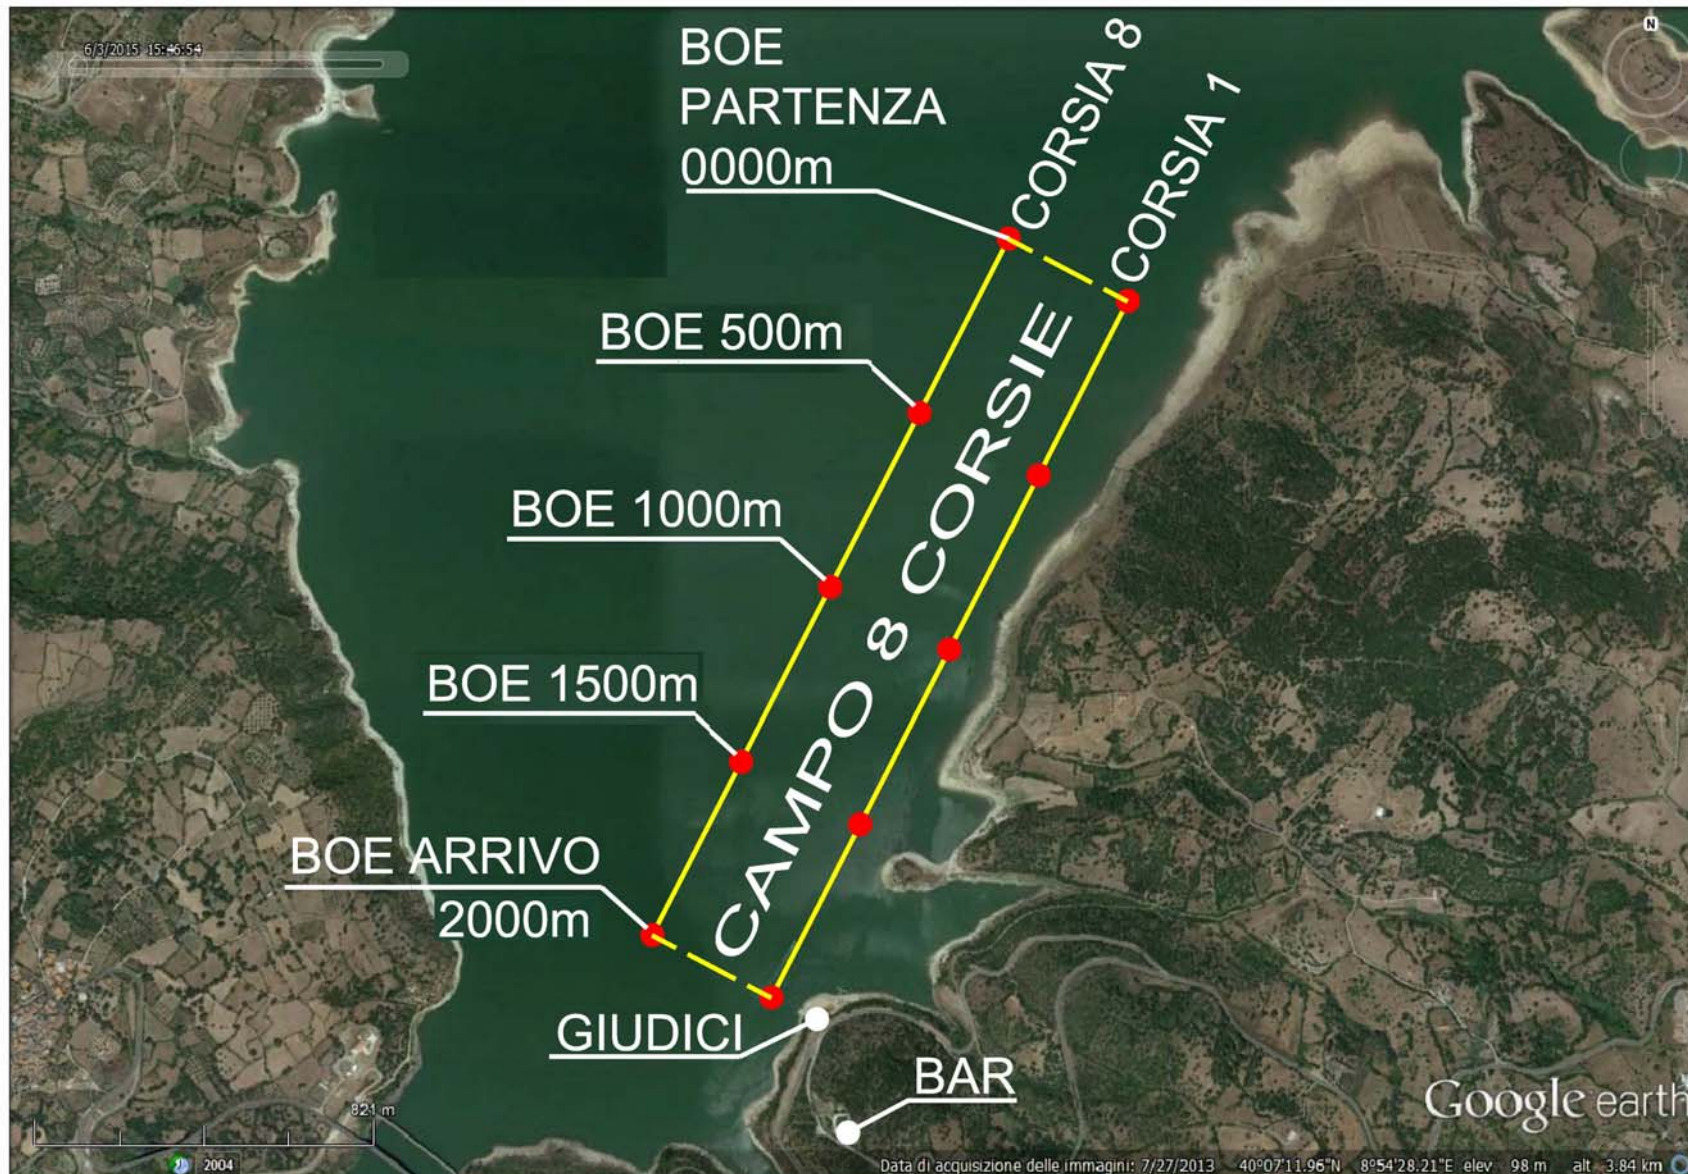 6/3/2015 15:46:54
N
BOE
PARTENZA
0000m
CORSIA 8
CORSIA 1
BOE 500m
BOE 1000m
CAMPO 8 CORSIE
BOE 1500m
BOE ARRIVO
2000m
GIUDICI
BAR
Google earth
821 m
2004
Data di acquisizione delle immagini: 7/27/2013 40°07'11.96"N 8°54'28.21"E elev 98 m alt 3.84 km